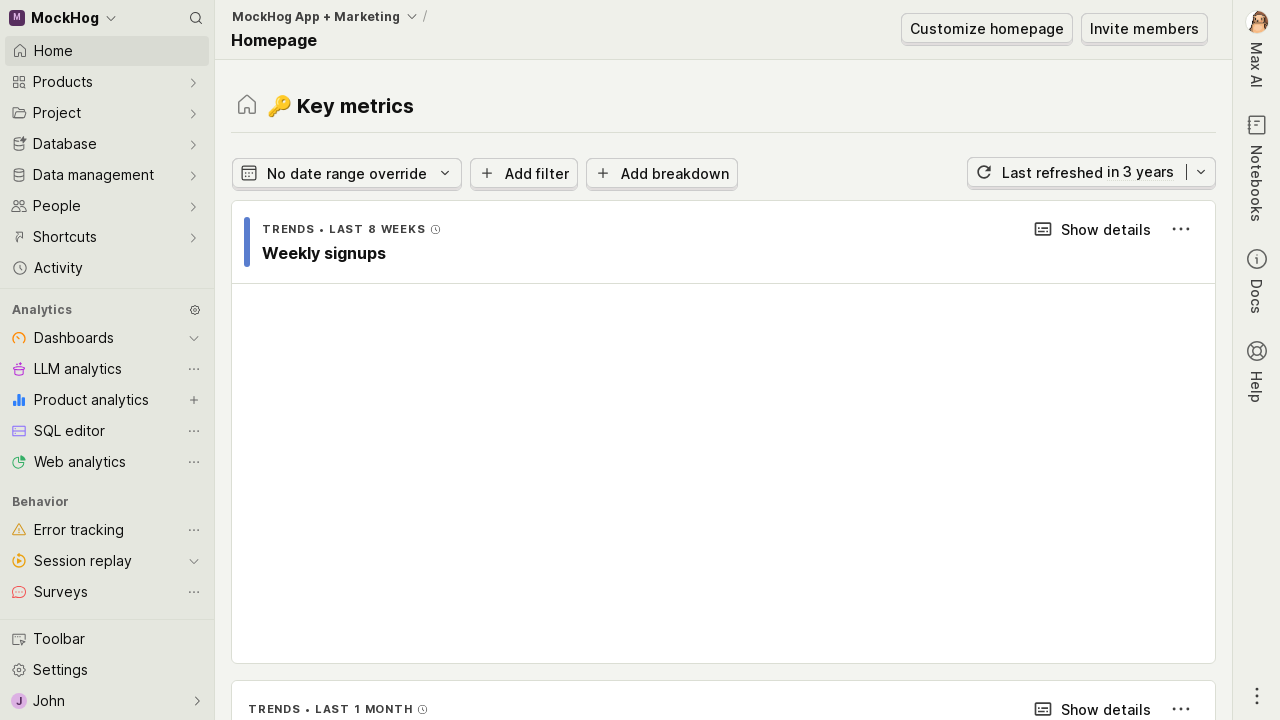 M MockHog
Home
Products
Project
Database
Data management
People
Shortcuts
Activity
Analytics
Dashboards
LLM analytics
Product analytics
SQL editor
Web analytics
Behavior
Error tracking
Session replay
Surveys
Toolbar
Settings
J John
MockHog App + Marketing /
Homepage
Customize homepage
Invite members
🔑 Key metrics
No date range override
Add filter
Add breakdown
Last refreshed in 3 years
TRENDS • LAST 8 WEEKS
Show details
Weekly signups
TRENDS • LAST 1 MONTH
Show details
Max AI
Notebooks
Docs
Help